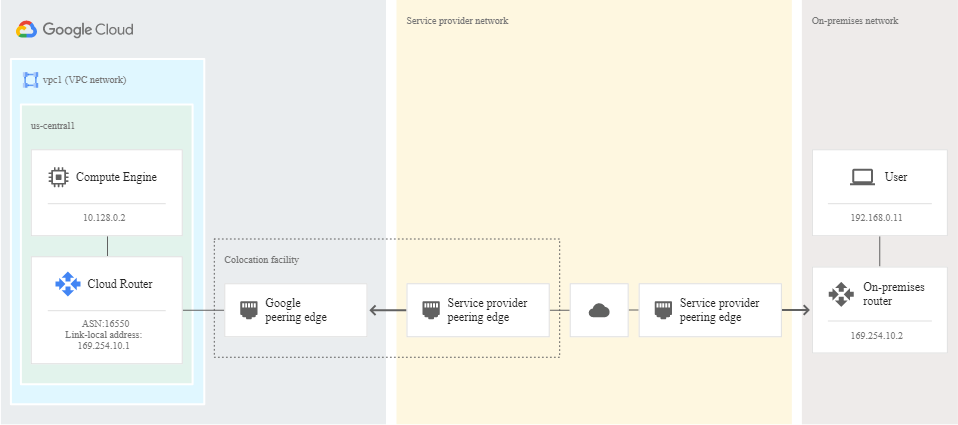 Google Cloud
vpc1 (VPC network)
us-central1
Compute Engine
10.128.0.2
Cloud Router
ASN:16550
Link-local address:
169.254.10.1
Colocation facility
Google
peering edge
Service provider network
Service provider
peering edge
Service provider
peering edge
On-premises network
User
192.168.0.11
On-premises
router
169.254.10.2